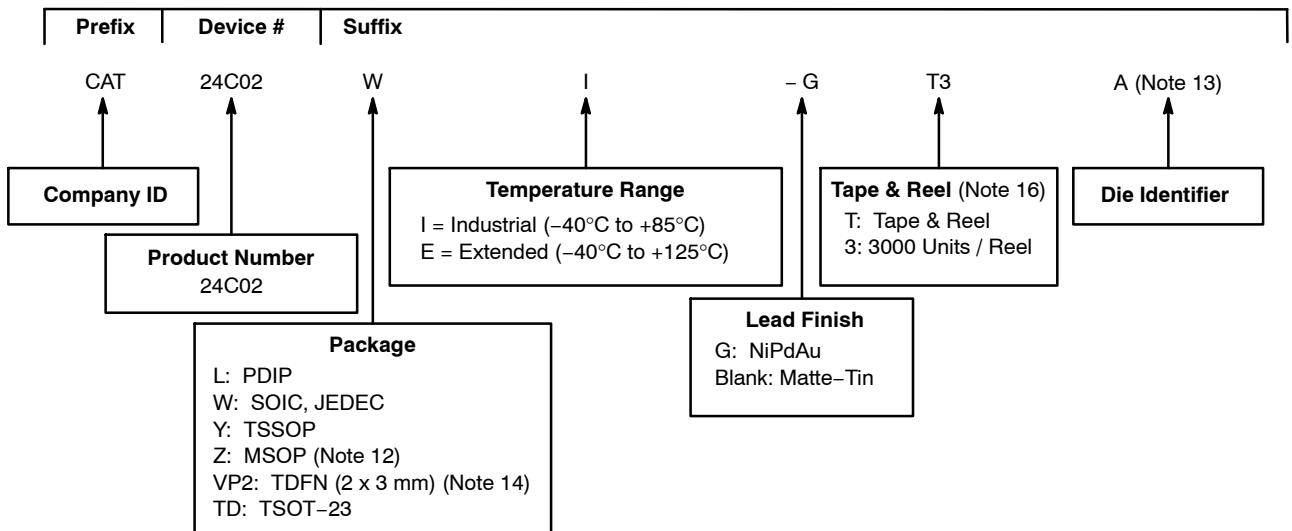 Prefix Device # Suffix
CAT 24C02 W I – G T3 A (Note 13)
Company ID
Temperature Range
I = Industrial (−40°C to +85°C)
E = Extended (−40°C to +125°C)
Tape & Reel (Note 16)
T: Tape & Reel
3: 3000 Units / Reel
Die Identifier
Product Number
24C02
Lead Finish
G: NiPdAu
Blank: Matte−Tin
Package
L: PDIP
W: SOIC, JEDEC
Y: TSSOP
Z: MSOP (Note 12)
VP2: TDFN (2 x 3 mm) (Note 14)
TD: TSOT−23